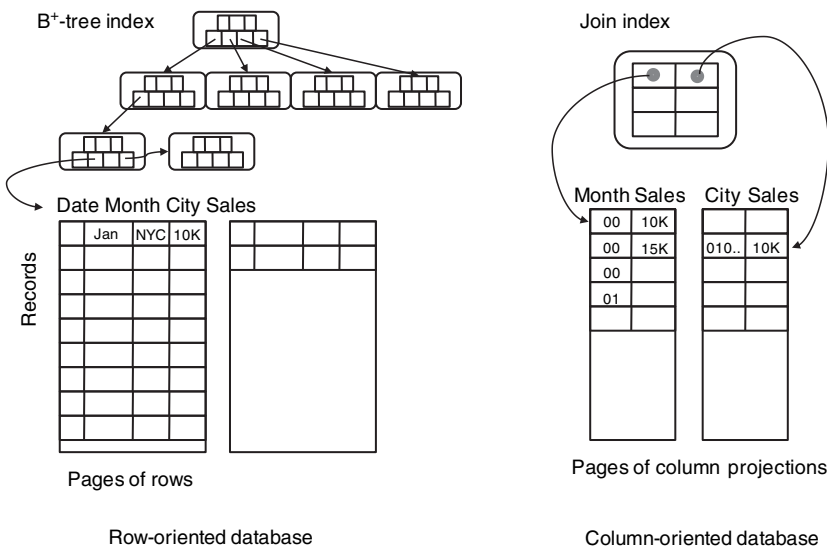 B+-tree index
Join index
Date Month City Sales
Jan NYC 10K
Records
Pages of rows
Row-oriented database
Month Sales
City Sales
00 10K
00 15K
010.. 10K
00
01
Pages of column projections
Column-oriented database